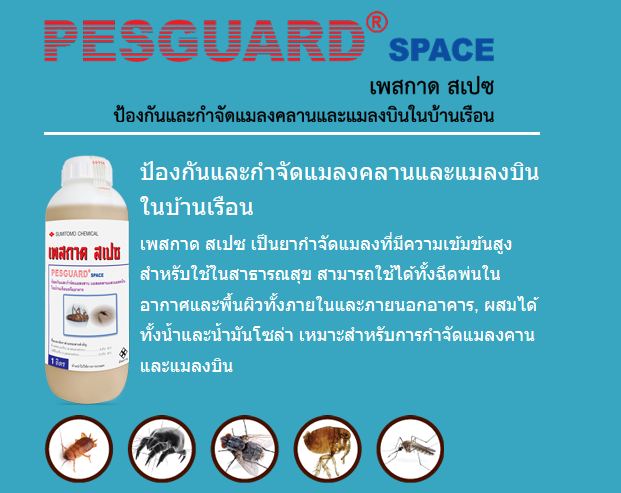 PESGUARD® SPACE
เพสกาด สเปซ
ป้องกันและกำจัดแมลงคลานและแมลงบินในบ้านเรือน
ป้องกันและกำจัดแมลงคลานและแมลงบิน
ในบ้านเรือน
เพสกาด สเปซ เป็นยากำจัดแมลงที่มีความเข้มข้นสูง
สำหรับใช้ในสาธารณสุข สามารถใช้ได้ทั้งฉีดพ่นใน
อากาศและพื้นผิวทั้งภายในและภายนอกอาคาร, ผสมได้
ทั้งน้ำและน้ำมันโซล่า เหมาะสำหรับการกำจัดแมลงคาน
และแมลงบิน
SUMITOMO CHEMICAL
เพสกาด สเปซ
PESGUARD® SPACE
1 ลิตร